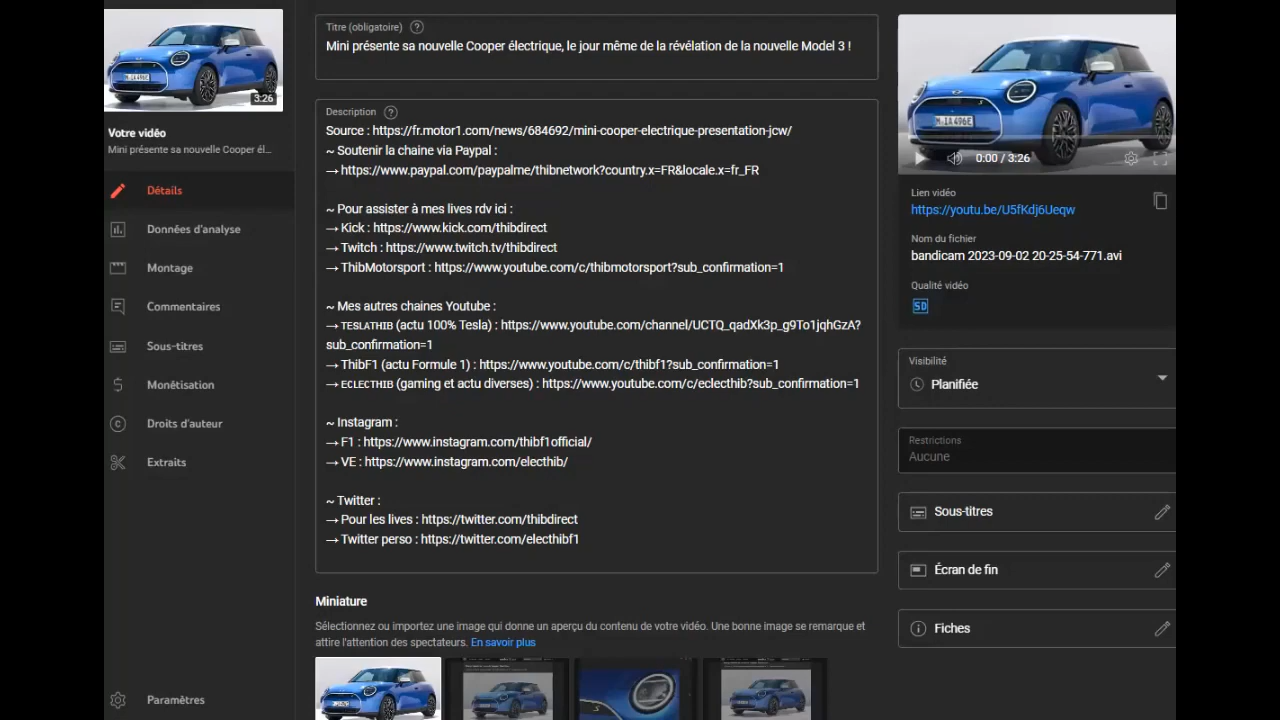 3:26
Votre vidéo
Mini présente sa nouvelle Cooper él...
Détails
Données d'analyse
Montage
Commentaires
Sous-titres
Monétisation
Droits d'auteur
Extraits
Paramètres
Titre (obligatoire)
Mini présente sa nouvelle Cooper électrique, le jour même de la révélation de la nouvelle Model 3 !
Description
Source : https://fr.motor1.com/news/684692/mini-cooper-electrique-presentation-jcw/
~ Soutenir la chaine via Paypal :
→ https://www.paypal.com/paypalme/thibnetwork?country.x=FR&locale.x=fr_FR
~ Pour assister à mes lives rdv ici :
→ Kick : https://www.kick.com/thibdirect
→ Twitch : https://www.twitch.tv/thibdirect
→ ThibMotorsport : https://www.youtube.com/c/thibmotorsport?sub_confirmation=1
~ Mes autres chaines Youtube :
→ TESLATHIB (actu 100% Tesla) : https://www.youtube.com/channel/UCTQ_qadXk3p_g9To1jqhGzA?
sub_confirmation=1
→ ThibF1 (actu Formule 1) : https://www.youtube.com/c/thibf1?sub_confirmation=1
→ ECLECTHIB (gaming et actu diverses) : https://www.youtube.com/c/eclecthib?sub_confirmation=1
~ Instagram :
→ F1 : https://www.instagram.com/thibf1official/
→ VE : https://www.instagram.com/electhib/
~ Twitter :
→ Pour les lives : https://twitter.com/thibdirect
→ Twitter perso : https://twitter.com/electhibf1
Miniature
Sélectionnez ou importez une image qui donne un aperçu du contenu de votre vidéo. Une bonne image se remarque et
attire l'attention des spectateurs. En savoir plus
M·IA 496E
0:00 / 3:26
Lien vidéo
https://youtu.be/U5fKdj6Ueqw
Nom du fichier
bandicam 2023-09-02 20-25-54-771.avi
Qualité vidéo
SD
Visibilité
Planifiée
Restrictions
Aucune
Sous-titres
Écran de fin
Fiches